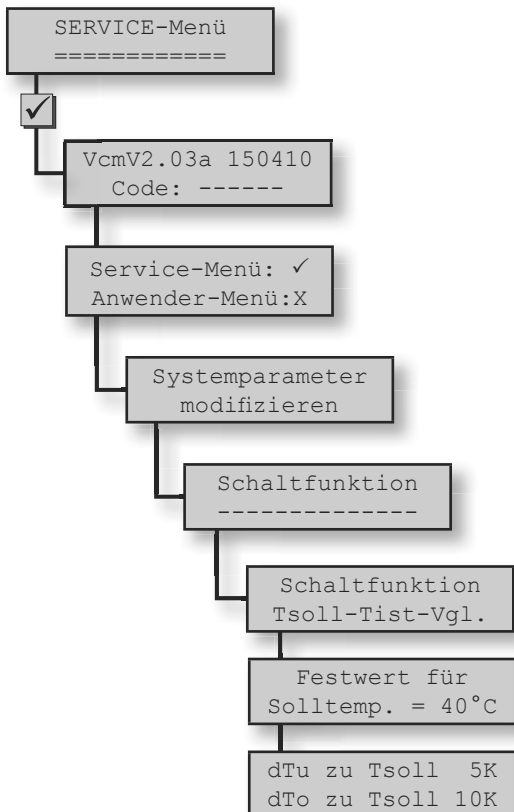 SERVICE-Menü
============
✓
VcmV2.03a 150410
Code: ------
Service-Menü: ✓
Anwender-Menü:X
Systemparameter
modifizieren
Schaltfunktion
--------------
Schaltfunktion
Tsoll-Tist-Vgl.
Festwert für
Solltemp. = 40°C
dTu zu Tsoll 5K
dTo zu Tsoll 10K